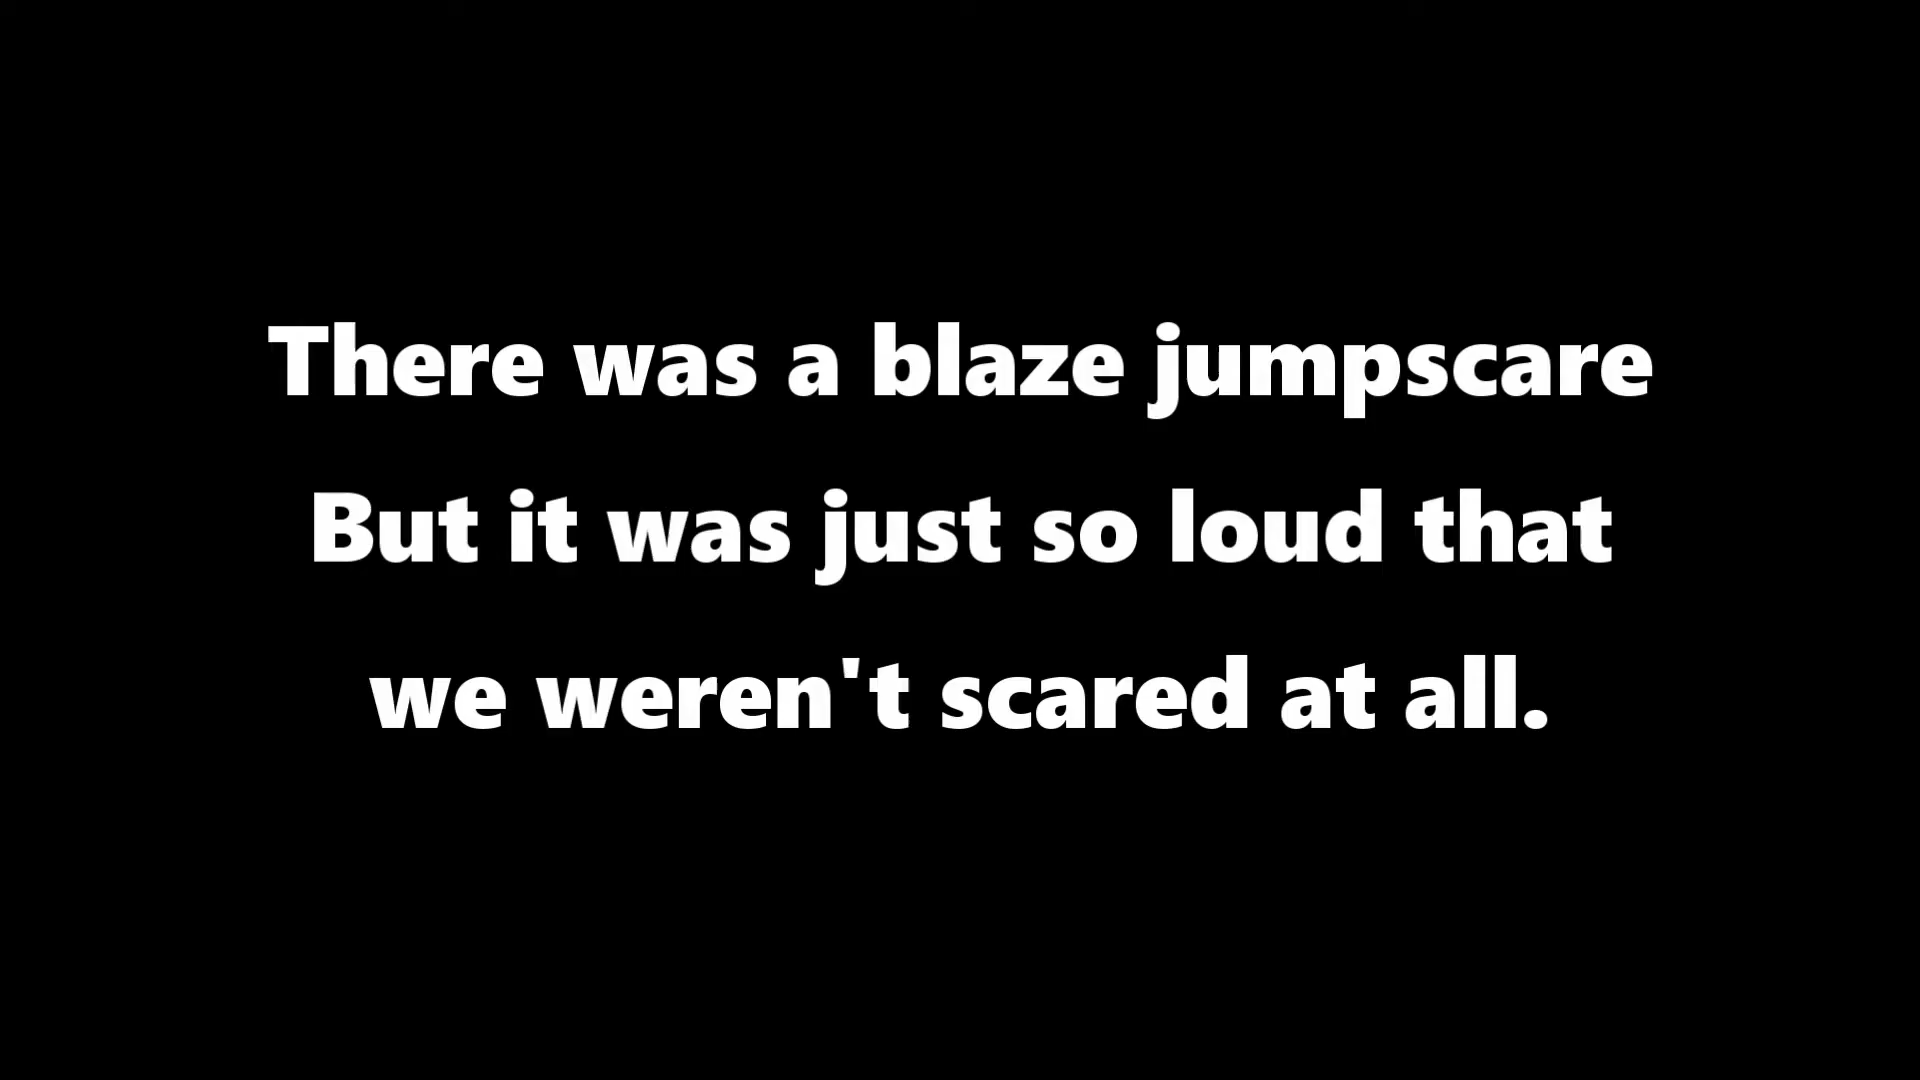 There was a blaze jumpscare
But it was just so loud that
we weren't scared at all.